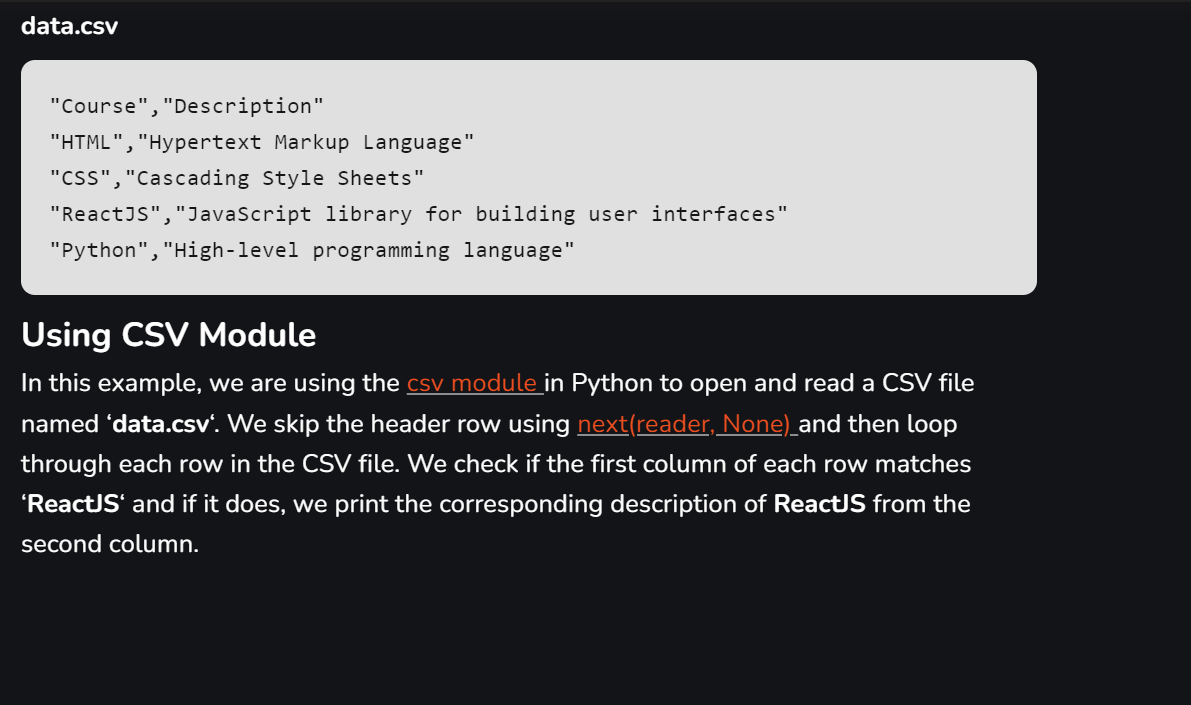 data.csv
"Course","Description"
"HTML","Hypertext Markup Language"
"CSS","Cascading Style Sheets"
"ReactJS","JavaScript library for building user interfaces"
"Python","High-level programming language"
Using CSV Module
In this example, we are using the csv module in Python to open and read a CSV file
named ‘data.csv‘. We skip the header row using next(reader, None) and then loop
through each row in the CSV file. We check if the first column of each row matches
‘ReactJS‘ and if it does, we print the corresponding description of ReactJS from the
second column.